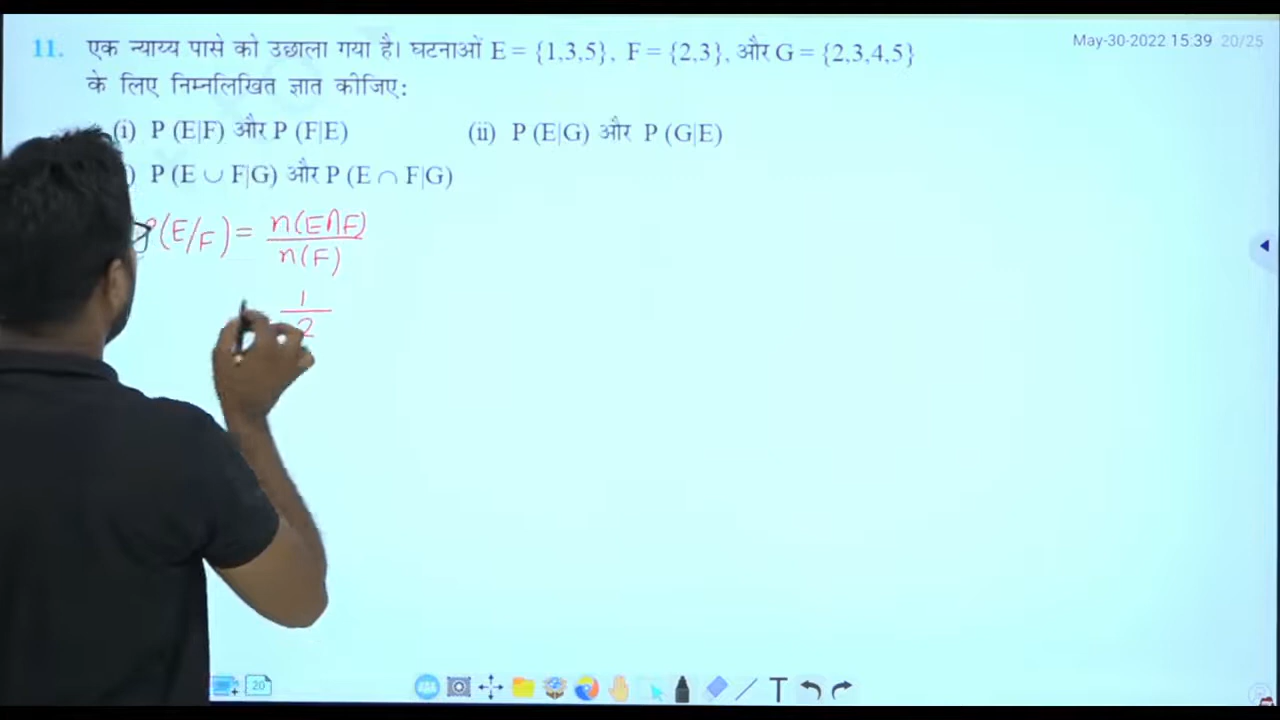 May-30-2022 15:39 20/25
11. एक न्याय्य पासे को उछाला गया है। घटनाओं E = {1,3,5}, F = {2,3}, और G = {2,3,4,5}
के लिए निम्नलिखित ज्ञात कीजिए:
(i) P (E|F) और P (F|E) (ii) P (E|G) और P (G|E)
) P (E ∪ F|G) और P (E ∩ F|G)
P(E/F) = n(E∩F)
n(F)
1
2
20
T